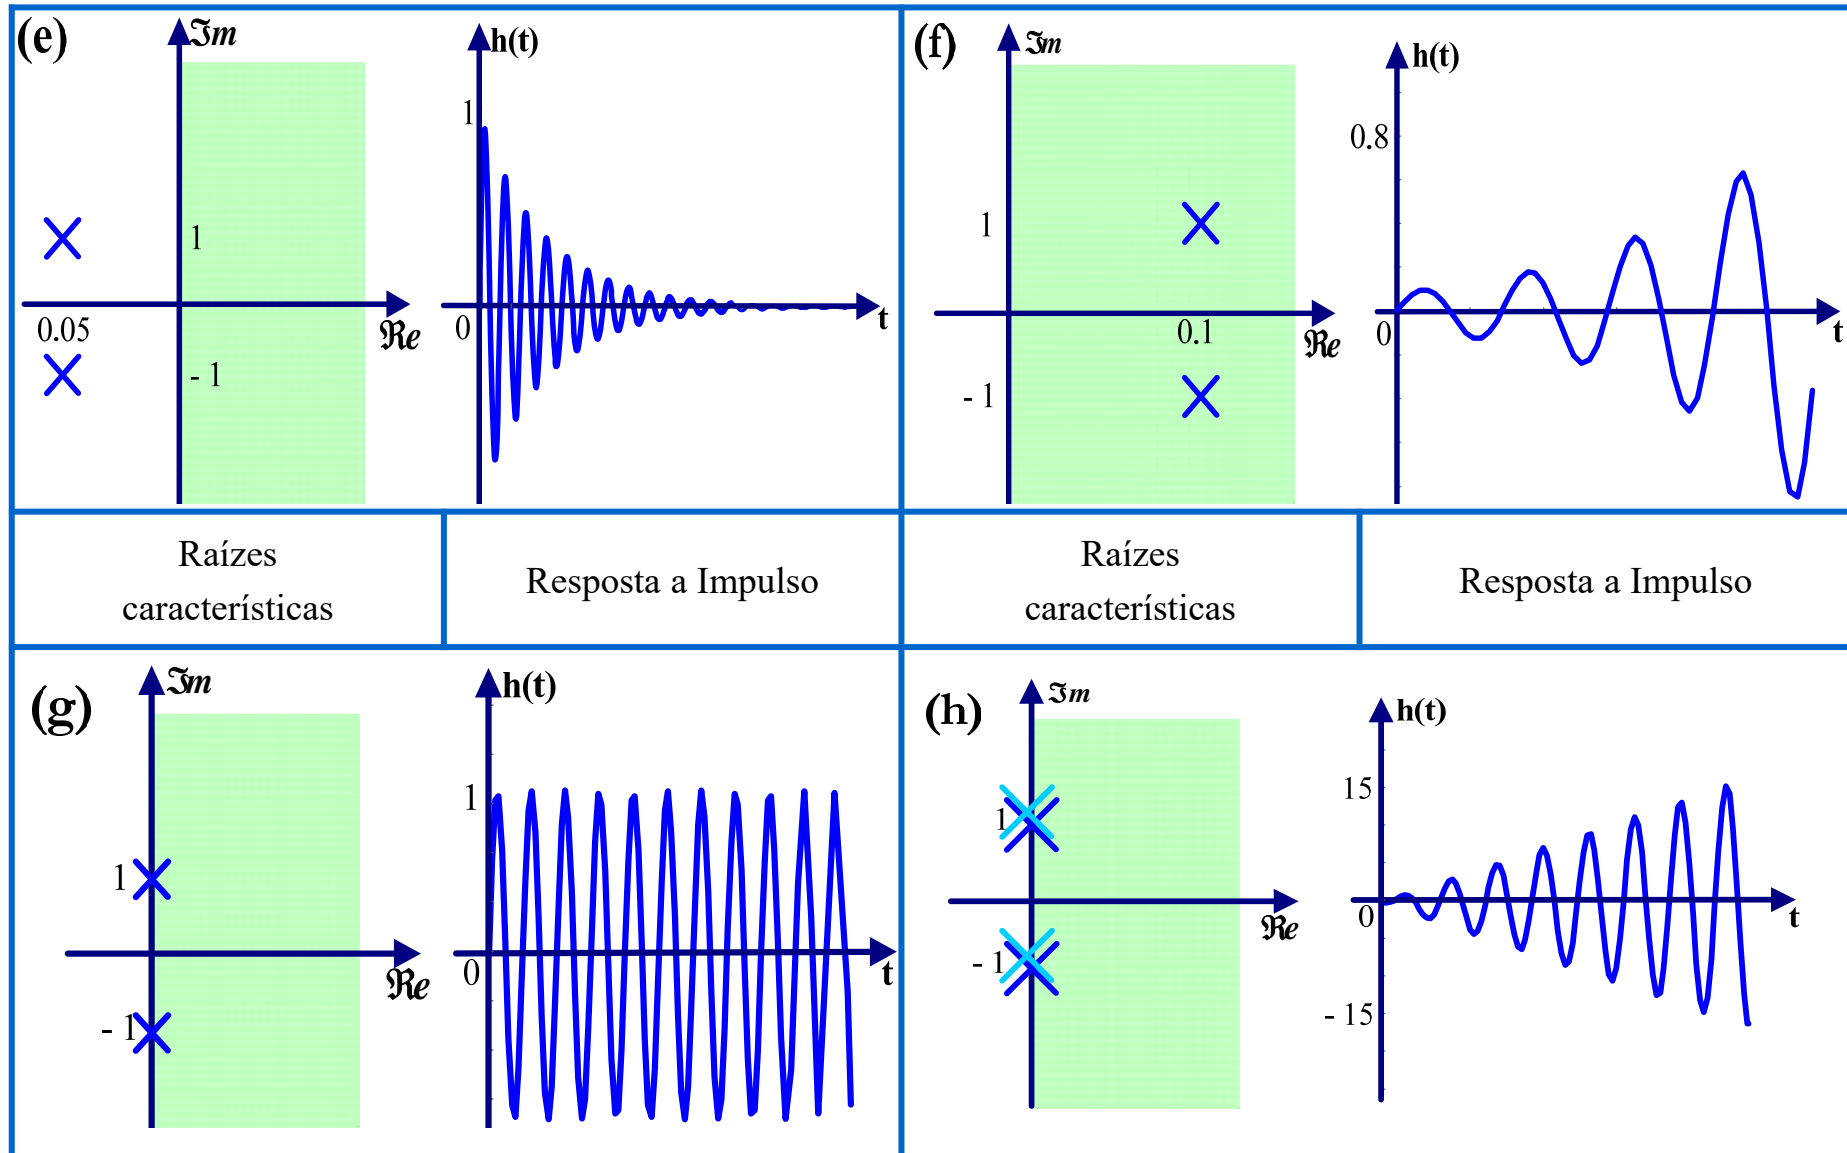 (e)
ℑm
h(t)
1
1
0.05
0
ℜe
t
- 1
(f)
ℑm
h(t)
0.8
1
0.1
0
ℜe
t
- 1
Raízes
características
Resposta a Impulso
Raízes
características
Resposta a Impulso
(g)
ℑm
h(t)
1
1
0
ℜe
t
- 1
(h)
ℑm
h(t)
15
1
0
ℜe
t
- 1
- 15